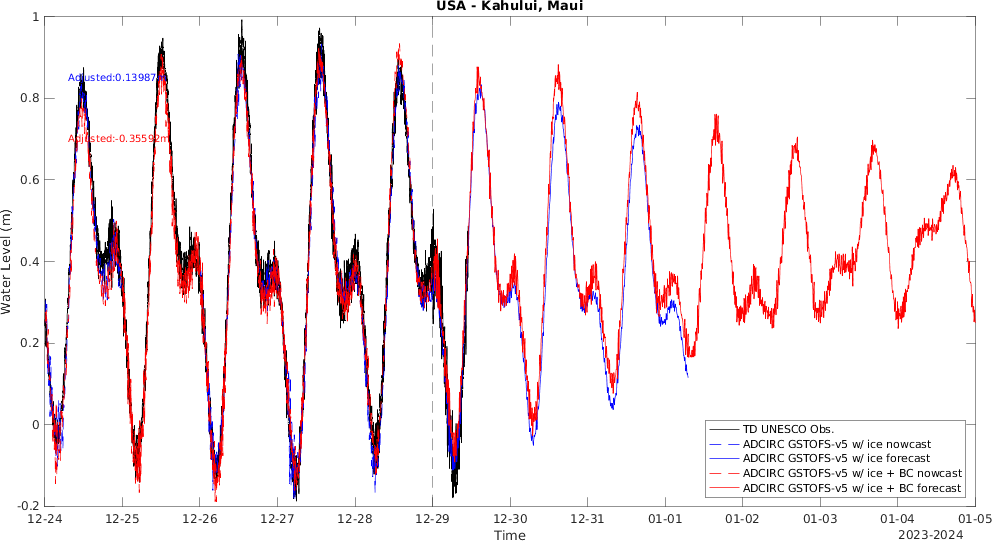 USA - Kahului, Maui
1
0.8
0.6
0.4
0.2
0
-0.2
Water Level (m)
Adjusted:0.13987m
Adjusted:-0.35592m
TD UNESCO Obs.
ADCIRC GSTOFS-v5 w/ ice nowcast
ADCIRC GSTOFS-v5 w/ ice forecast
ADCIRC GSTOFS-v5 w/ ice + BC nowcast
ADCIRC GSTOFS-v5 w/ ice + BC forecast
12-24 12-25 12-26 12-27 12-28 12-29 12-30 12-31 01-01 01-02 01-03 01-04 01-05
Time
2023-2024